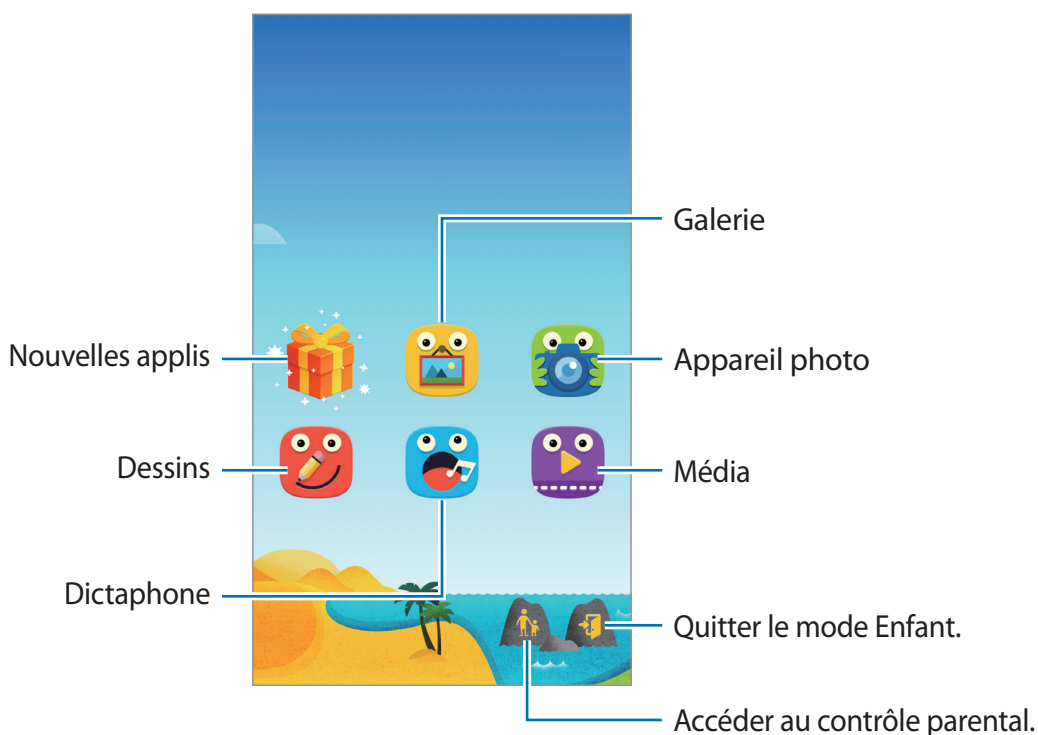 Galerie
Nouvelles applis
Appareil photo
Dessins
Média
Dictaphone
Quitter le mode Enfant.
Accéder au contrôle parental.